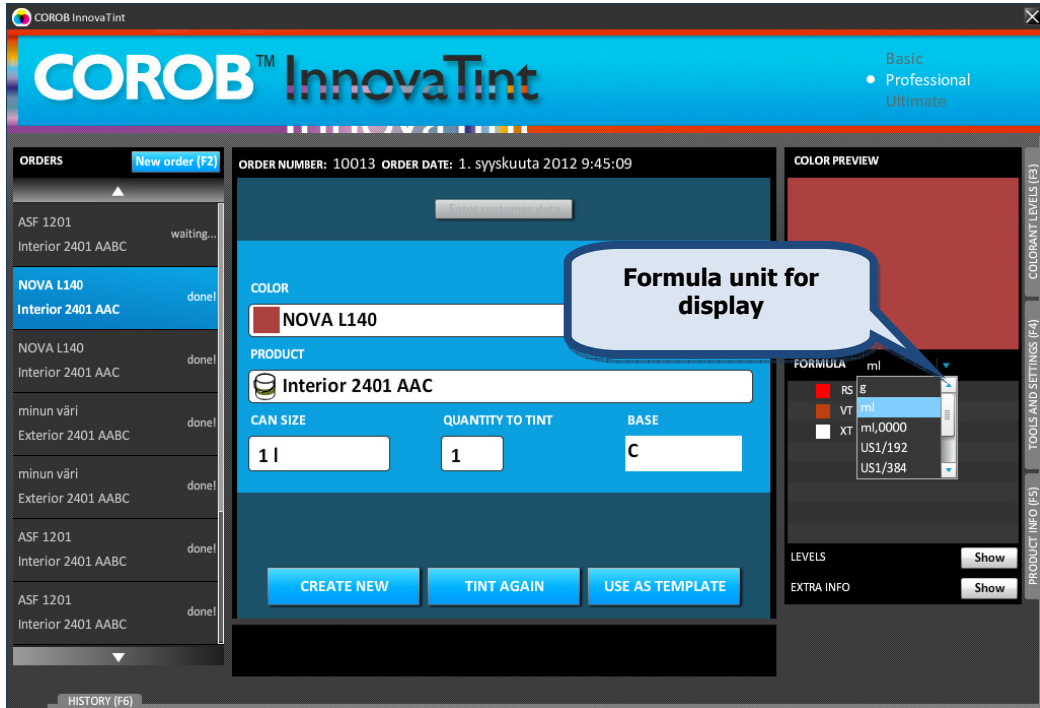 COROB InnovaTint
COROB™ InnovaTint
Basic
Professional
Ultimate
ORDERS
New order (F2)
ASF 1201
waiting...
Interior 2401 AABC
NOVA L140
done!
Interior 2401 AAC
NOVA L140
done!
Interior 2401 AAC
minun väri
done!
Exterior 2401 AABC
minun väri
done!
Exterior 2401 AABC
ASF 1201
done!
Interior 2401 AABC
ASF 1201
done!
Interior 2401 AABC
HISTORY (F6)
ORDER NUMBER: 10013 ORDER DATE: 1. syyskuuta 2012 9:45:09
Enter customer data
COLOR
NOVA L140
PRODUCT
Interior 2401 AAC
CAN SIZE
QUANTITY TO TINT
BASE
1 l
1
C
CREATE NEW
TINT AGAIN
USE AS TEMPLATE
Formula unit for
display
COLOR PREVIEW
FORMULA ml
RS
VT
XT
g
ml
ml,0000
US1/192
US1/384
LEVELS
Show
EXTRA INFO
Show
COLORANT LEVELS (F3)
TOOLS AND SETTINGS (F4)
PRODUCT INFO (F5)